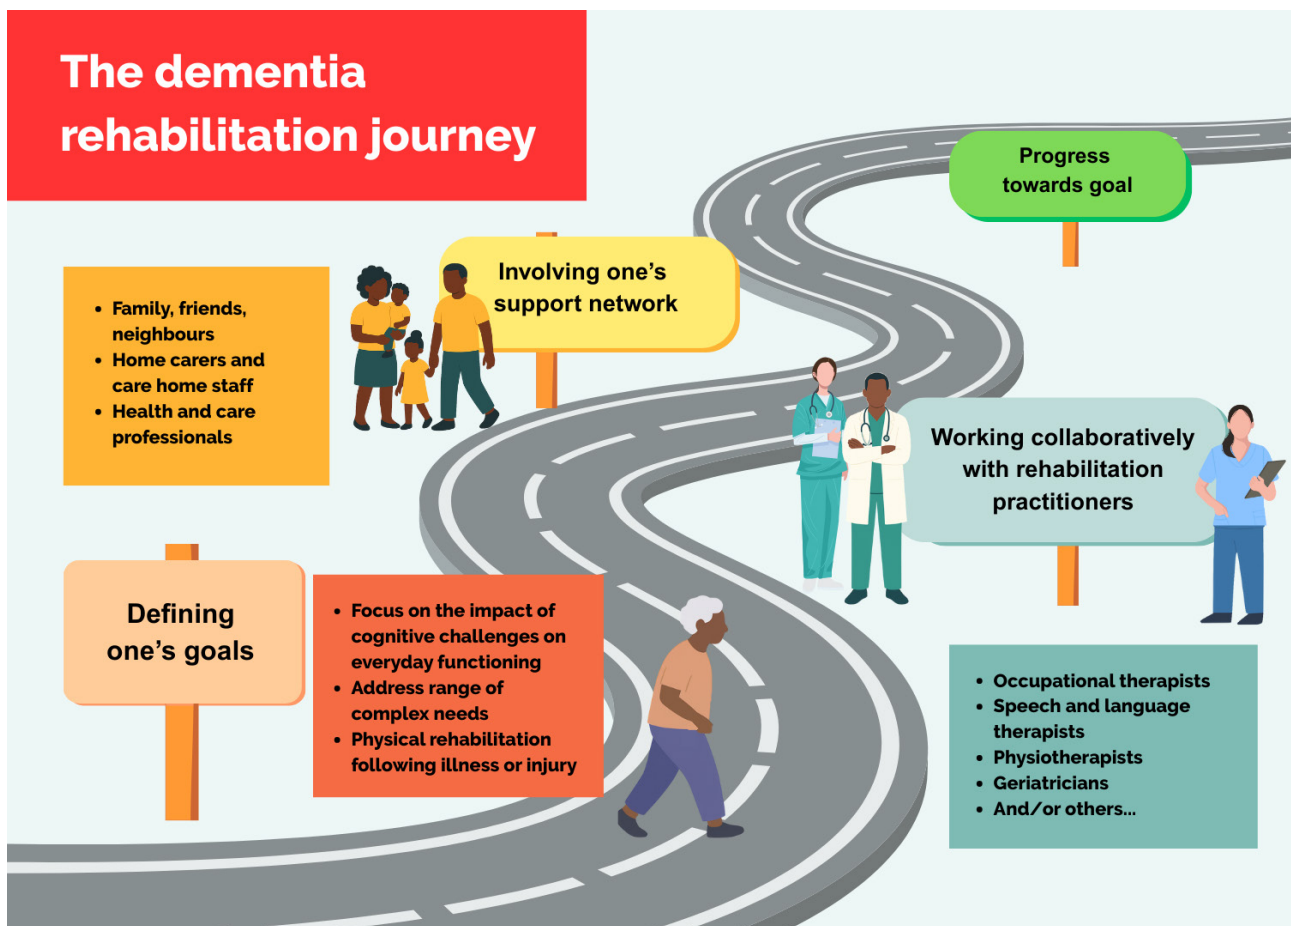 The dementia
rehabilitation journey
Progress
towards goal
Involving one's
support network
• Family, friends,
neighbours
• Home carers and
care home staff
• Health and care
professionals
Working collaboratively
with rehabilitation
practitioners
Defining
one's goals
• Focus on the impact of
cognitive challenges on
everyday functioning
• Address range of
complex needs
• Physical rehabilitation
following illness or injury
• Occupational therapists
• Speech and language
therapists
• Physiotherapists
• Geriatricians
• And/or others...